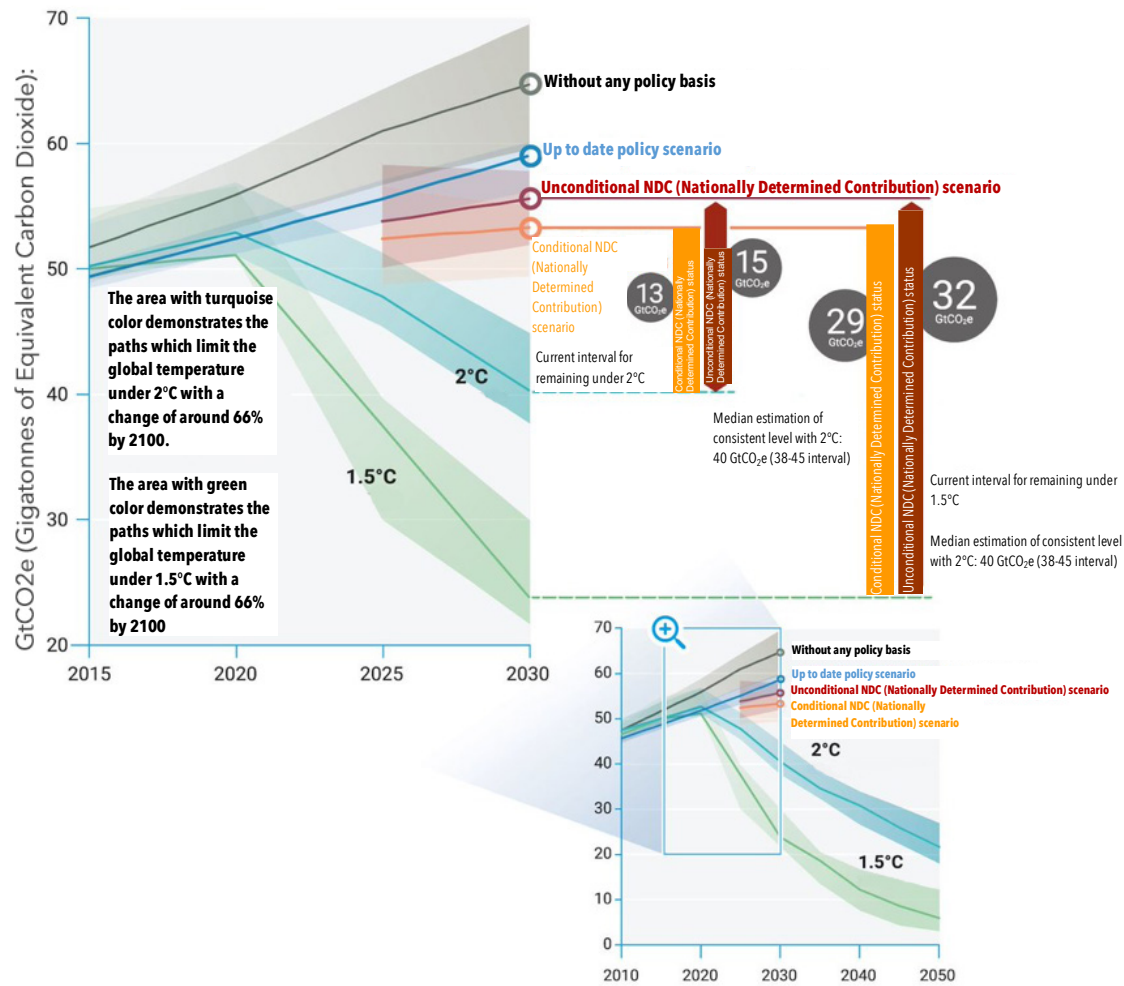 GtCO2e (Gigatonnes of Equivalent Carbon Dioxide):
70
60
50
40
30
20
2015
2020
2025
2030
The area with turquoise
color demonstrates the
paths which limit the
global temperature
under 2°C with a
change of around 66%
by 2100.
The area with green
color demonstrates the
paths which limit the
global temperature
under 1.5°C with a
change of around 66%
by 2100
2°C
1.5°C
Without any policy basis
Up to date policy scenario
Unconditional NDC (Nationally Determined Contribution) scenario
Conditional NDC
(Nationally
Determined
Contribution)
scenario
Current interval for
remaining under 2°C
13
GtCO₂e
Conditional NDC (Nationally
Determined Contribution) status
Unconditional NDC (Nationally
Determined Contribution) status
15
GtCO₂e
Median estimation of
consistent level with 2°C:
40 GtCO₂e (38-45 interval)
29
GtCO₂e
Conditional NDC (Nationally Determined Contribution) status
Unconditional NDC (Nationally Determined Contribution) status
32
GtCO₂e
Current interval for remaining under
1.5°C
Median estimation of consistent level
with 2°C: 40 GtCO₂e (38-45 interval)
70
60
50
40
30
20
10
0
2010
2020
2030
2040
2050
Without any policy basis
Up to date policy scenario
Unconditional NDC (Nationally Determined Contribution) scenario
Conditional NDC (Nationally
Determined Contribution) scenario
2°C
1.5°C